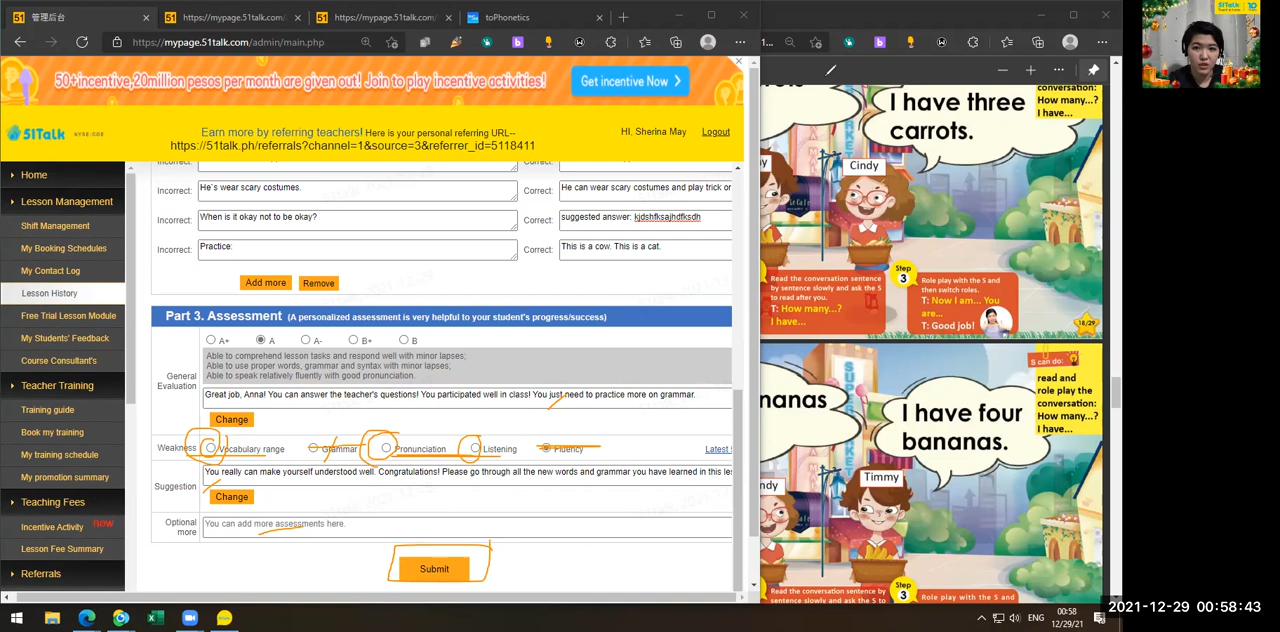 管理后台
https://mypage.51talk.com/
https://mypage.51talk.com/
toPhonetics
https://mypage.51talk.com/admin/main.php
50+incentive,20million pesos per month are given out! Join to play incentive activities!
Get incentive Now
51Talk NYSE:COE
Earn more by referring teachers! Here is your personal referring URL--
https://51talk.ph/referrals?channel=1&source=3&referrer_id=5118411
HI, Sherina May
Logout
Home
Lesson Management
Shift Management
My Booking Schedules
My Contact Log
Lesson History
Free Trial Lesson Module
My Students' Feedback
Course Consultant's
Teacher Training
Training guide
Book my training
My training schedule
My promotion summary
Teaching Fees
Incentive Activity new
Lesson Fee Summary
Referrals
Incorrect:
Correct:
Incorrect: He`s wear scary costumes.
Correct: He can wear scary costumes and play trick or
Incorrect: When is it okay not to be okay?
Correct: suggested answer: kjdshfksajhdfksdh
Incorrect: Practice:
Correct: This is a cow. This is a cat.
Add more
Remove
Part 3. Assessment (A personalized assessment is very helpful to your student's progress/success)
A+ A A- B+ B
Able to comprehend lesson tasks and respond well with minor lapses;
Able to use proper words, grammar and syntax with minor lapses;
Able to speak relatively fluently with good pronunciation.
General Evaluation
Great job, Anna! You can answer the teacher's questions! You participated well in class! You just need to practice more on grammar.
Change
Weakness Vocabulary range Grammar Pronunciation Listening Fluency
Latest
Suggestion
You really can make yourself understood well. Congratulations! Please go through all the new words and grammar you have learned in this les
Change
Optional more
You can add more assessments here.
Submit
I have three
carrots.
conversation:
How many...?
I have...
Cindy
Read the conversation sentence
by sentence slowly and ask the S
to read after you.
T: How many...?
I have...
Step
3
Role play with the S and
then switch roles.
T: Now I am... You
are...
T: Good job!
18/29
nanas
I have four
bananas.
S can do:
read and
role play the
conversation:
How many...?
I have...
ndy
Timmy
Read the conversation sentence
by sentence slowly and ask the S to
Step
3
Role play with the S and
51Talk
10
ENG
00:58
12/29/21
2021-12-29 00:58:43